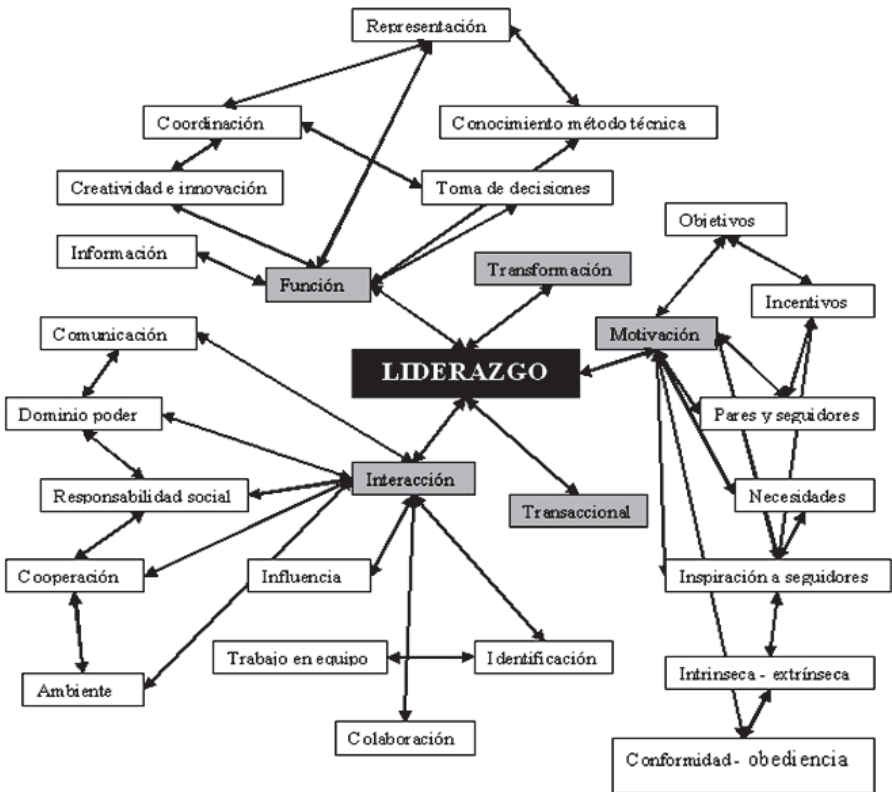 Representación
Coordinación
Conocimiento método técnica
Creatividad e innovación
Toma de decisiones
Objetivos
Información
Transformación
Función
Incentivos
Comunicación
Motivación
LIDERAZGO
Dominio poder
Pares y seguidores
Interacción
Responsabilidad social
Necesidades
Transaccional
Cooperación
Influencia
Inspiración a seguidores
Trabajo en equipo
Identificación
Intrinseca - extrínseca
Ambiente
Colaboración
Conformidad - obediencia